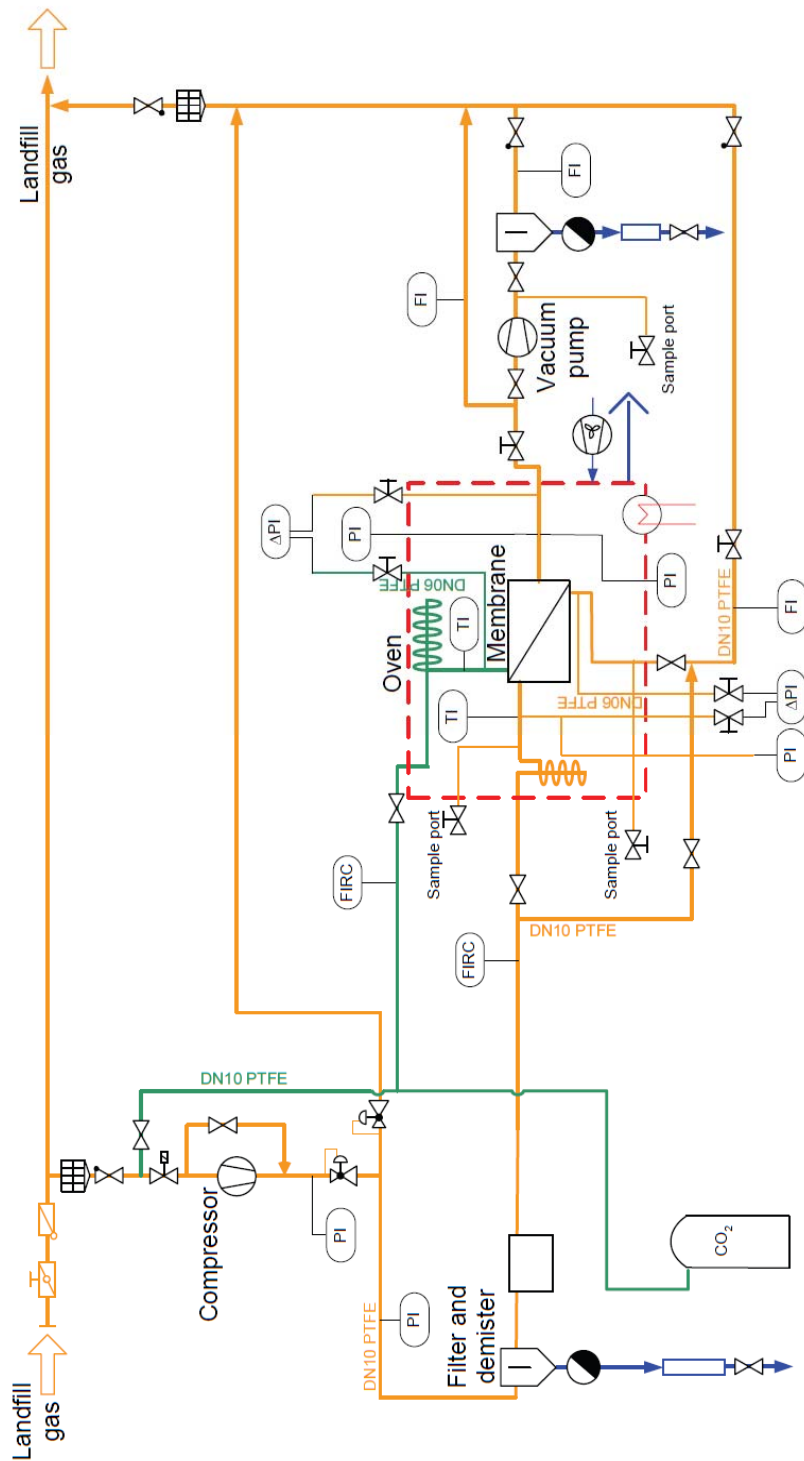 Landfill
gas
Landfill
gas
FI
FI
Vacuum
pump
Sample port
ΔPI
PI
DN06 PTFE
Oven
TI
Membrane
PI
DN10 PTFE
FI
TI
DN06 PTFE
ΔPI
PI
Sample port
Sample port
FIRC
FIRC
DN10 PTFE
DN10 PTFE
Compressor
PI
DN10 PTFE
PI
Filter and
demister
CO₂